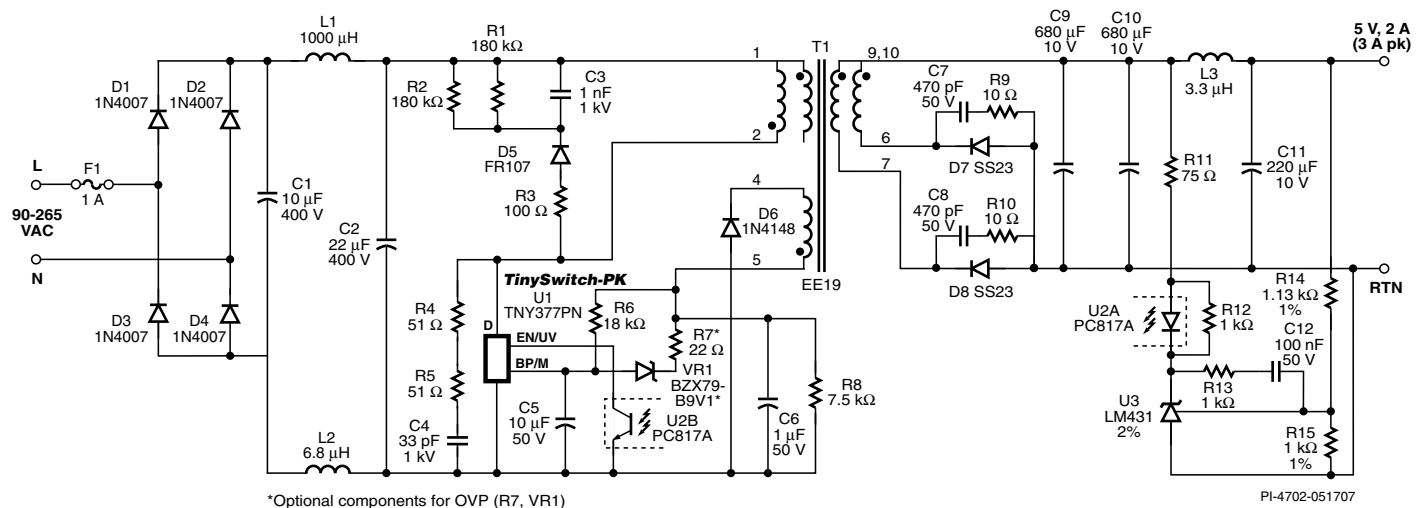 L1
1000 µH
R1
180 kΩ
R2
180 kΩ
C3
1 nF
1 kV
1
T1
9,10
C9
680 µF
10 V
C10
680 µF
10 V
5 V, 2 A
(3 A pk)
D1
1N4007
D2
1N4007
C7
470 pF
50 V
R9
10 Ω
L3
3.3 µH
2
6
D7 SS23
7
D5
FR107
R3
100 Ω
L
F1
1 A
90-265
VAC
N
C1
10 µF
400 V
C2
22 µF
400 V
4
D6
1N4148
5
EE19
C8
470 pF
50 V
R10
10 Ω
D8 SS23
R11
75 Ω
C11
220 µF
10 V
RTN
TinySwitch-PK
U1
TNY377PN
D
EN/UV
BP/M
D3
1N4007
D4
1N4007
R4
51 Ω
R5
51 Ω
C4
33 pF
1 kV
R6
18 kΩ
R7*
22 Ω
VR1
BZX79-
B9V1*
C5
10 µF
50 V
U2B
PC817A
C6
1 µF
50 V
R8
7.5 kΩ
U2A
PC817A
R12
1 kΩ
R14
1.13 kΩ
1%
C12
100 nF
50 V
R13
1 kΩ
U3
LM431
2%
R15
1 kΩ
1%
L2
6.8 µH
*Optional components for OVP (R7, VR1)
PI-4702-051707